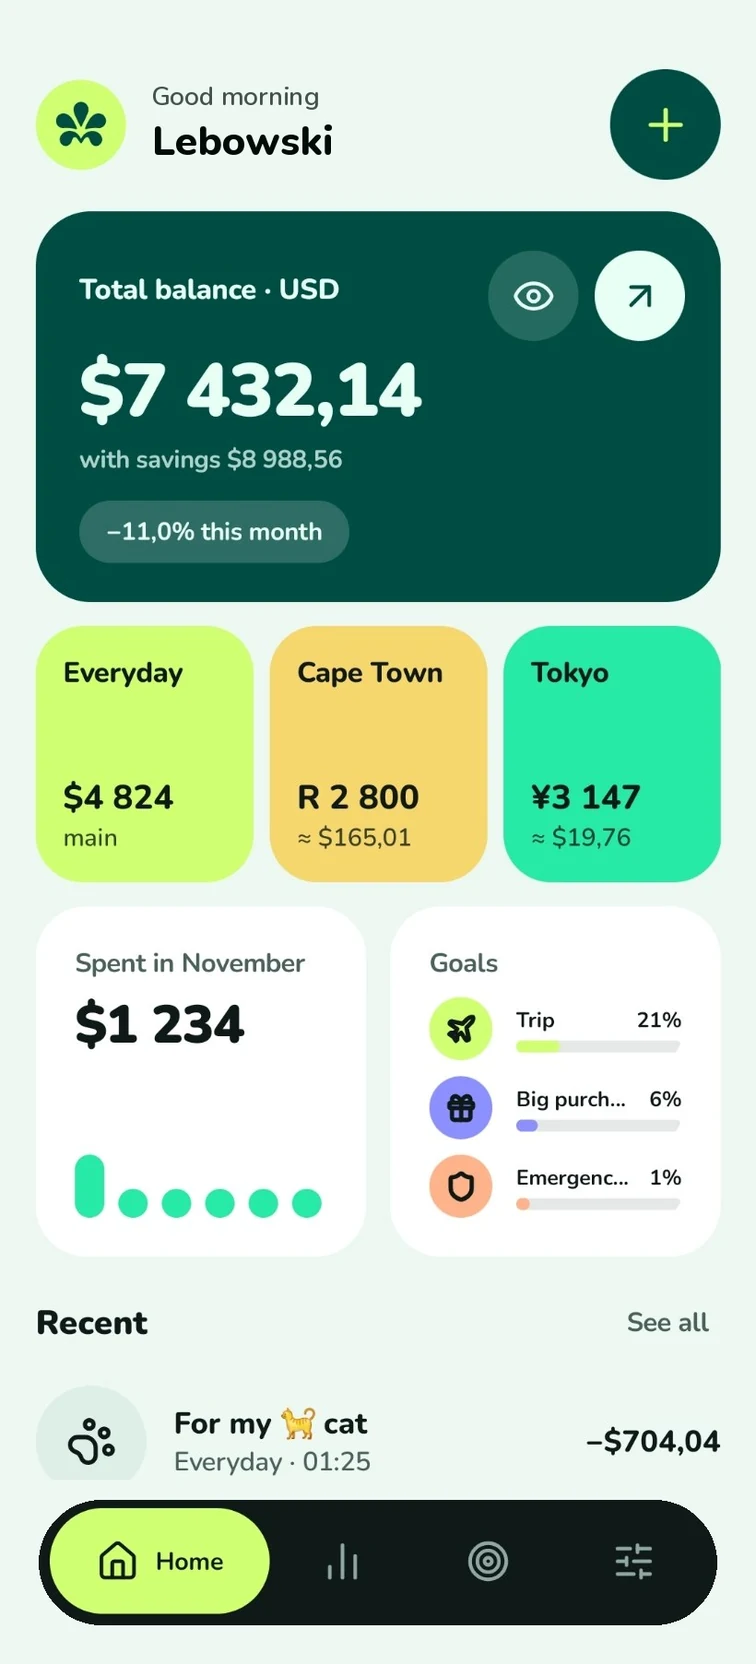 Good morning
Lebowski
Total balance · USD
$7 432,14
with savings $8 988,56
−11,0% this month
Everyday
$4 824
main
Cape Town
R 2 800
≈ $165,01
Tokyo
¥3 147
≈ $19,76
Spent in November
$1 234
Goals
Trip 21%
Big purch... 6%
Emergenc... 1%
Recent See all
For my 🐈 cat
Everyday · 01:25
−$704,04
Home